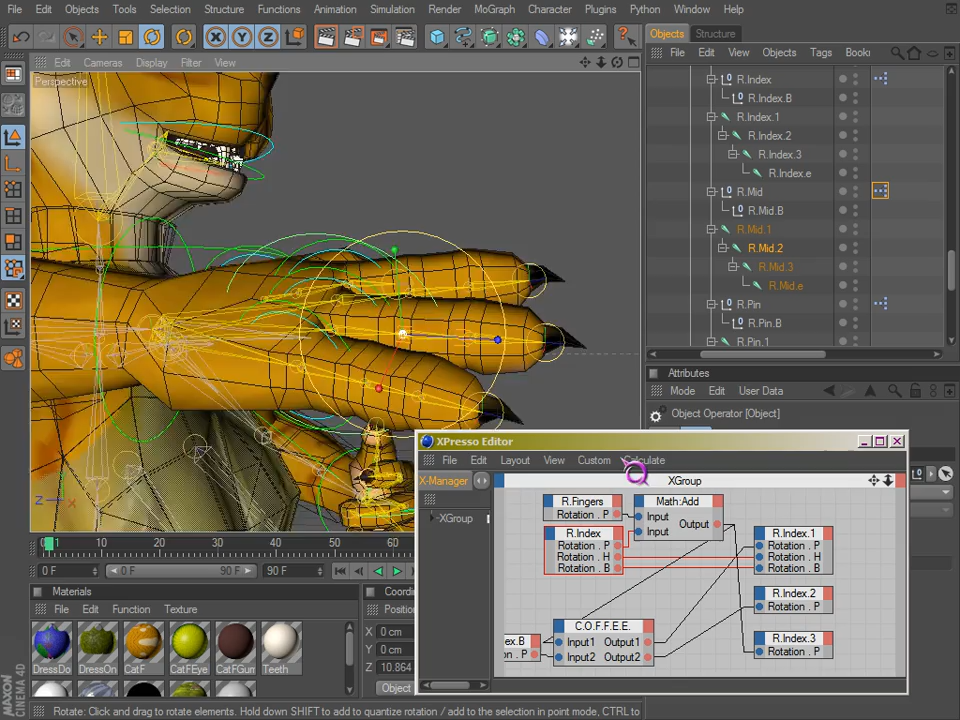 File Edit Objects Tools Selection Structure Functions Animation Simulation Render MoGraph Character Plugins Python Window Help
Edit Cameras Display Filter View
Perspective
Objects Structure
File Edit View Objects Tags Bookı
R.Index
R.Index.B
R.Index.1
R.Index.2
R.Index.3
R.Index.e
R.Mid
R.Mid.B
R.Mid.1
R.Mid.2
R.Mid.3
R.Mid.e
R.Pin
R.Pin.B
R.Pin.1
Attributes
Mode Edit User Data
Object Operator [Object]
XPresso Editor
File Edit Layout View Custom Calculate
X-Manager
XGroup
XGroup
R.Fingers
Rotation . P
Math:Add
Input
Input
Output
R.Index
Rotation . P
Rotation . H
Rotation . B
R.Index.1
Rotation . P
Rotation . H
Rotation . B
R.Index.2
Rotation . P
C.O.F.F.E.E.
Input1 Output1
Input2 Output2
ex.B
on . P
R.Index.3
Rotation . P
Z X
0 1 10 20 30 40 50 60 70
0 F 0 F 90 F 90 F
Materials
File Edit Function Texture
DressDo DressOn CatF CatFEye CatFGum Teeth
Coordi
Position
X 0 cm
Y 0 cm
Z 10.864
Object
MAXON CINEMA 4D
Rotate: Click and drag to rotate elements. Hold down SHIFT to add to quantize rotation / add to the selection in point mode, CTRL to